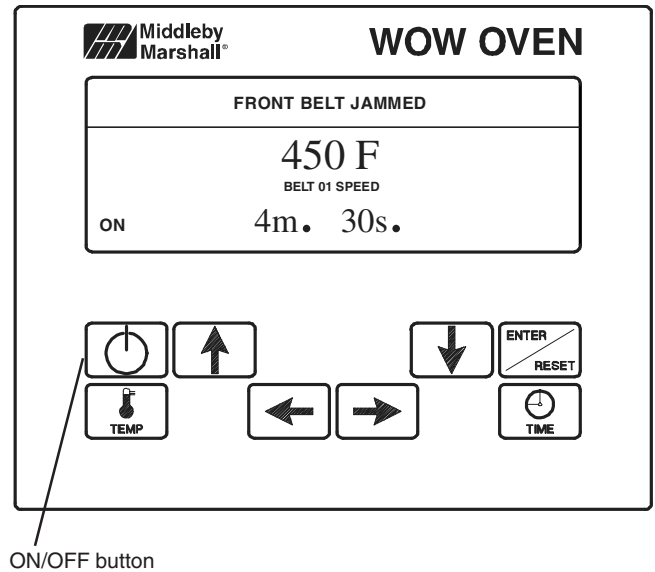 Middleby
Marshall®
WOW OVEN
FRONT BELT JAMMED
450 F
BELT 01 SPEED
ON
4m. 30s.
ENTER
RESET
TEMP
TIME
ON/OFF button